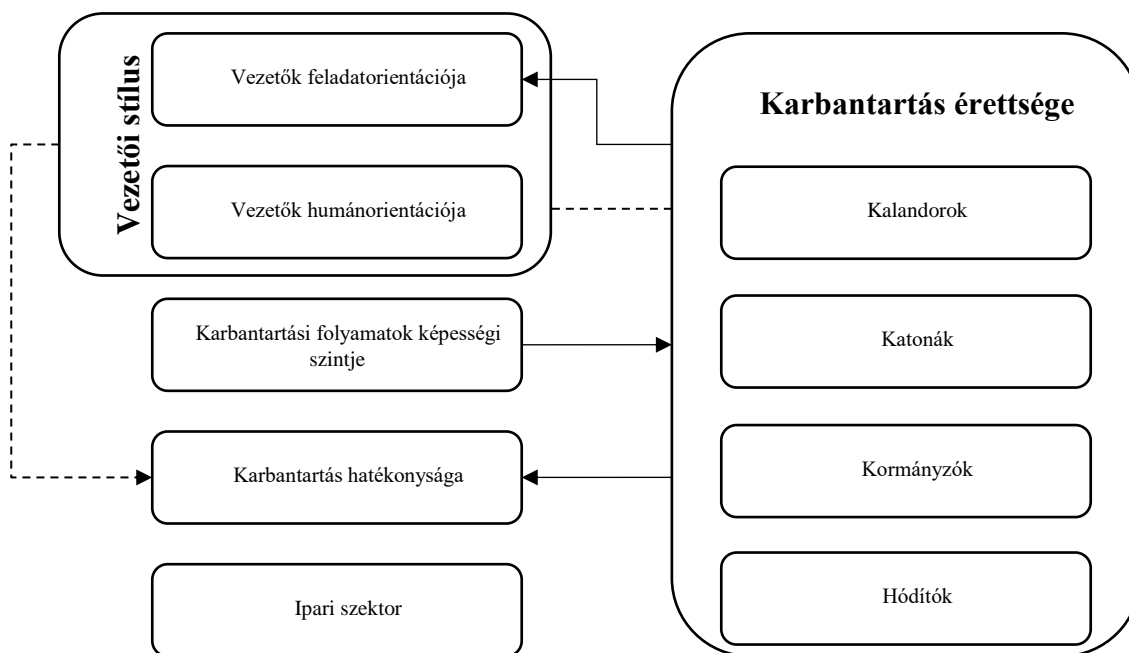 Vezetői stílus
Vezetők feladatorientációja
Vezetők humánorientációja
Karbantartási folyamatok képességi
szintje
Karbantartás hatékonysága
Ipari szektor
Karbantartás érettsége
Kalandorok
Katonák
Kormányzók
Hódítók